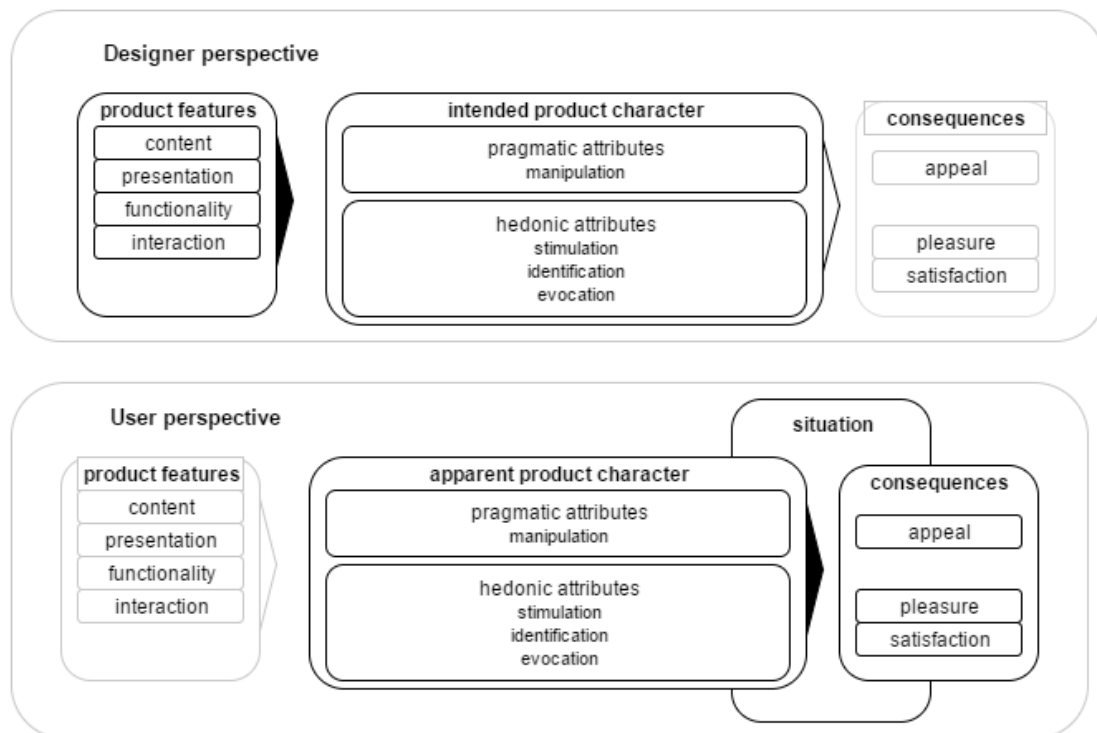 Designer perspective
product features
content
presentation
functionality
interaction
intended product character
pragmatic attributes
manipulation
hedonic attributes
stimulation
identification
evocation
consequences
appeal
pleasure
satisfaction
User perspective
product features
content
presentation
functionality
interaction
apparent product character
pragmatic attributes
manipulation
hedonic attributes
stimulation
identification
evocation
situation
consequences
appeal
pleasure
satisfaction